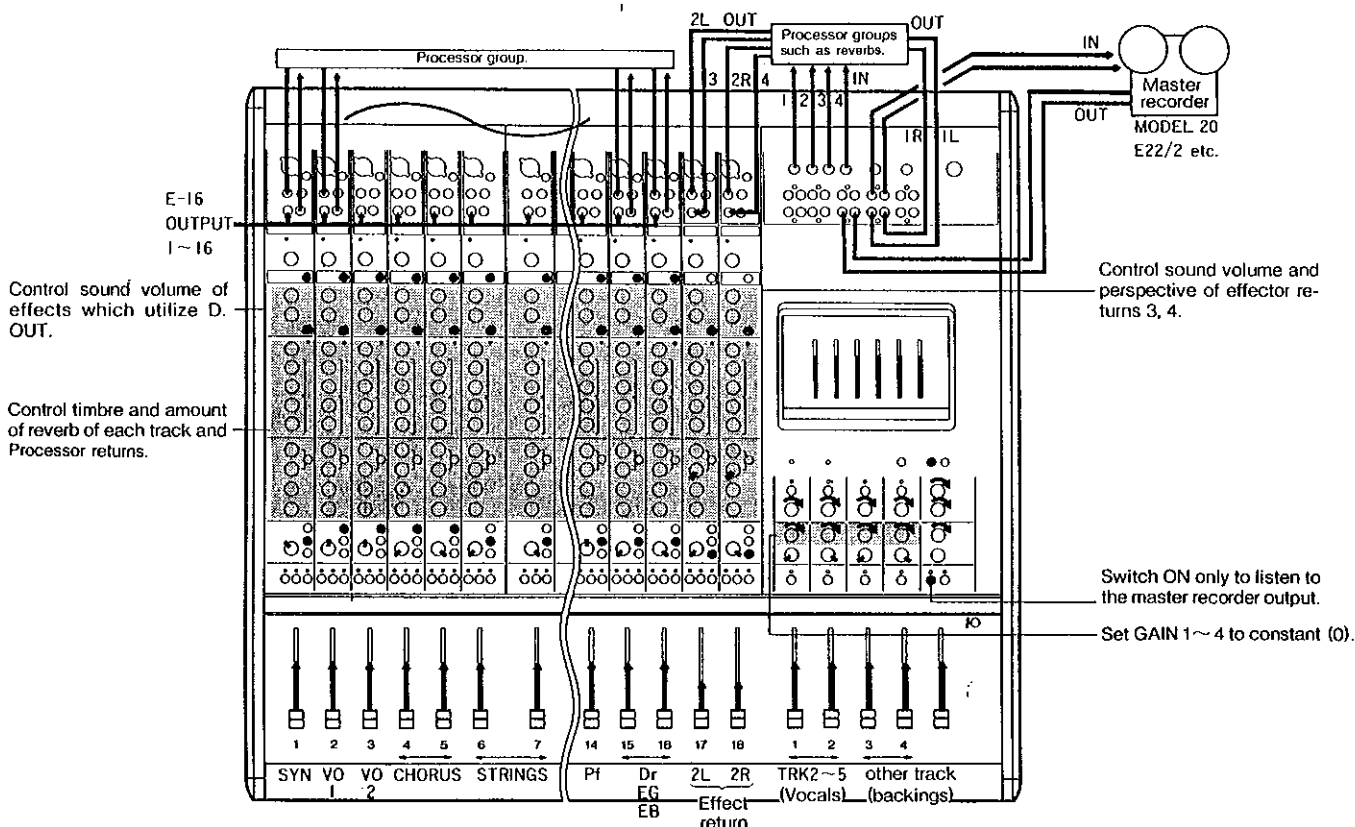 2L OUT
Processor groups
such as reverbs.
OUT
Processor group.
IN
Master
recorder
OUT
MODEL 20
E22/2 etc.
3 2R 4
IN
1 2 3 4
1R 1L
E-16
OUTPUT
1~16
Control sound volume of
effects which utilize D.
OUT.
Control sound volume and
perspective of effector re-
turns 3, 4.
Control timbre and amount
of reverb of each track and
Processor returns.
Switch ON only to listen to
the master recorder output.
Set GAIN 1~4 to constant (0).
10
1 2 3 4 5 6 7 14 15 16 17 18 1 2 3 4
SYN VO 1 VO 2 CHORUS STRINGS Pf Dr EG EB 2L 2R TRK2~5 other track
(Vocals) (backings)
Effect
return